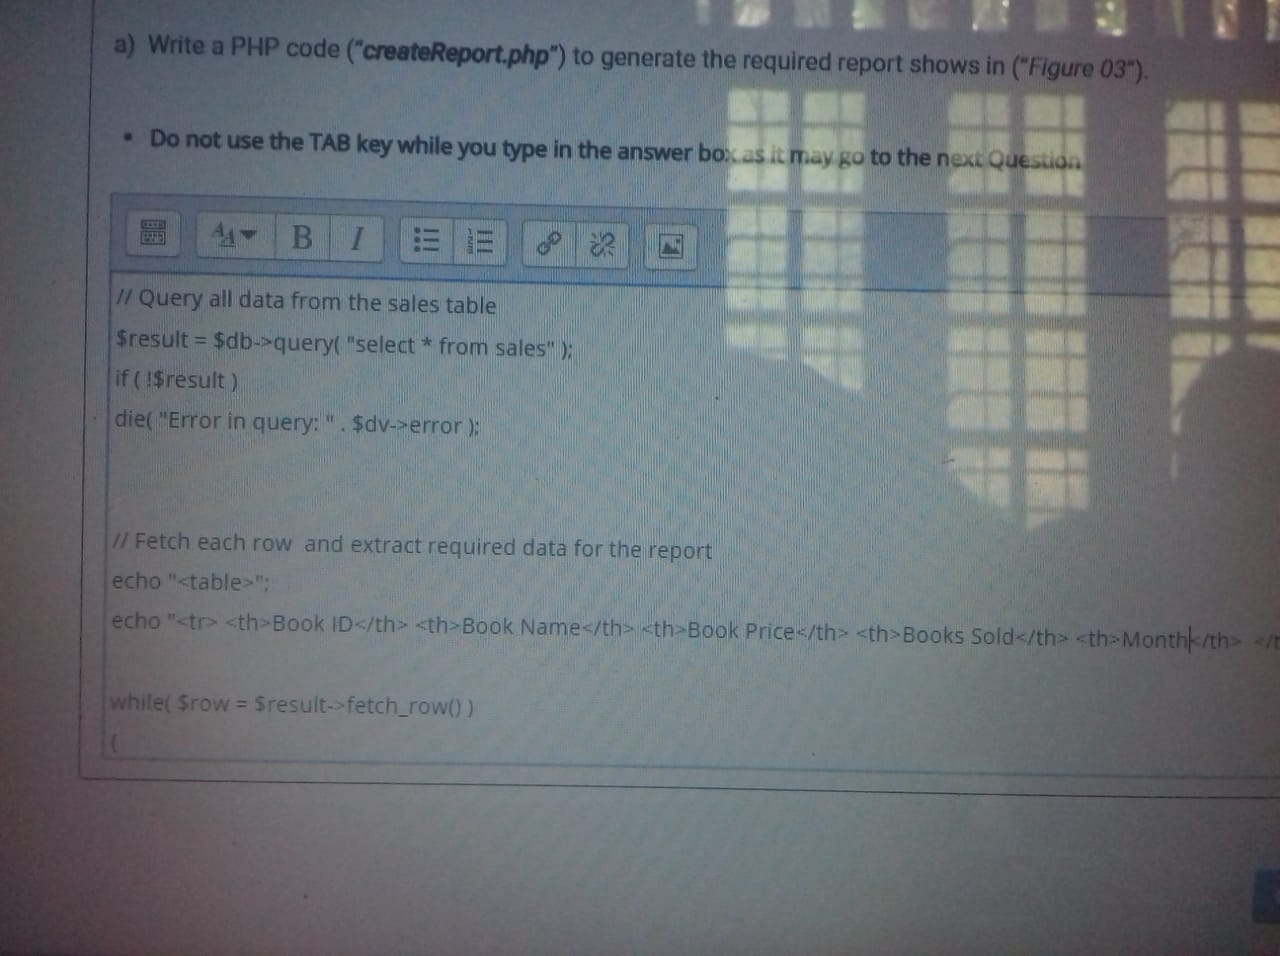 a) Write a PHP code ("createReport.php") to generate the required report shows in ("Figure 03").
• Do not use the TAB key while you type in the answer box as it may go to the next Question
B I
// Query all data from the sales table
$result = $db->query( "select * from sales" );
if ( !$result )
die( "Error in query: " . $dv->error );
// Fetch each row  and extract required data for the report
echo "<table>";
echo "<tr> <th>Book ID</th> <th>Book Name</th> <th>Book Price</th> <th>Books Sold</th> <th>Month</th> </t
while( $row = $result->fetch_row() )
{